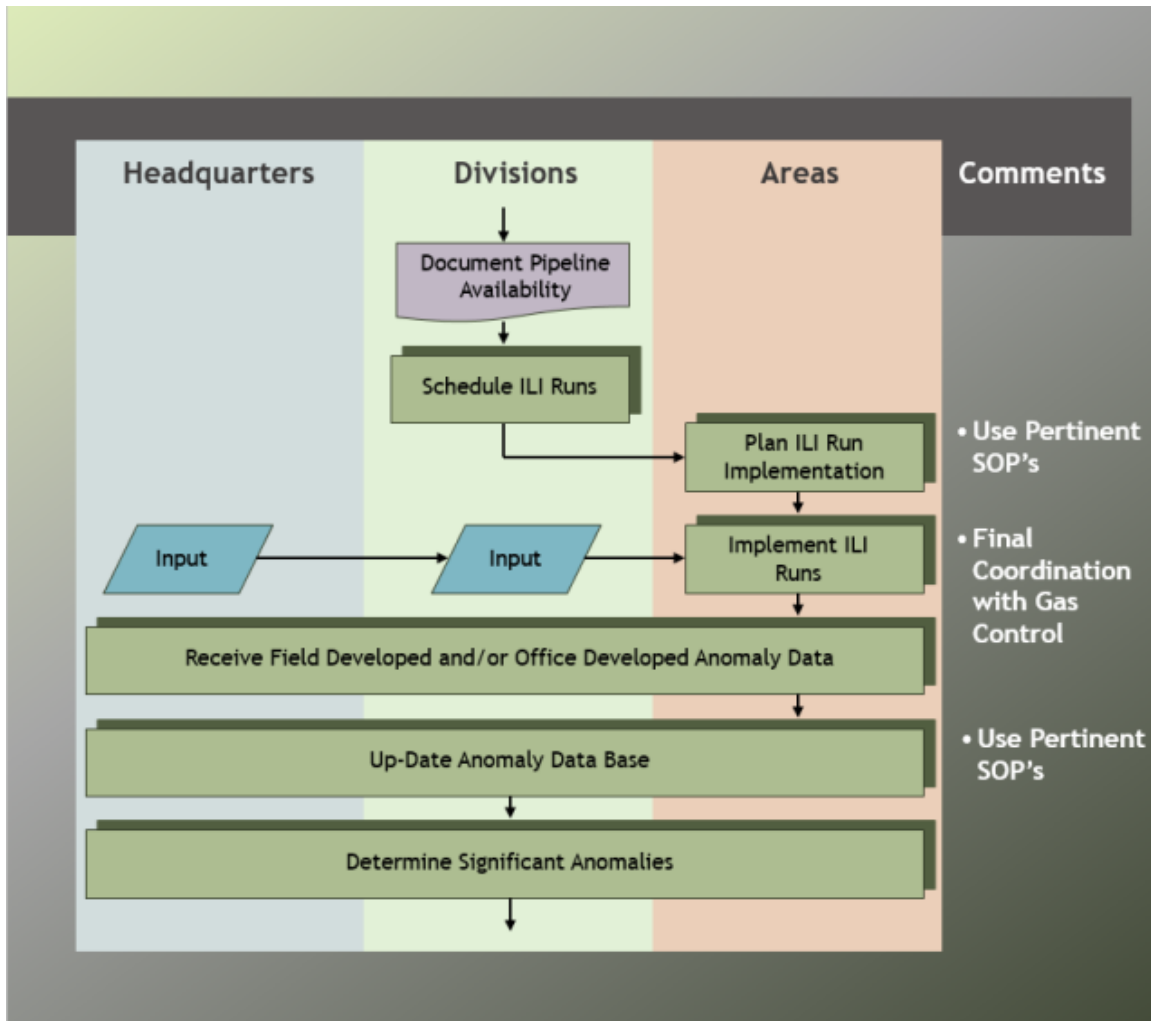 Headquarters
Divisions
Areas
Comments
Document Pipeline
Availability
Schedule ILI Runs
Plan ILI Run
Implementation
• Use Pertinent
SOP's
Input
Input
Implement ILI
Runs
• Final
Coordination
with Gas
Control
Receive Field Developed and/or Office Developed Anomaly Data
Up-Date Anomaly Data Base
• Use Pertinent
SOP's
Determine Significant Anomalies